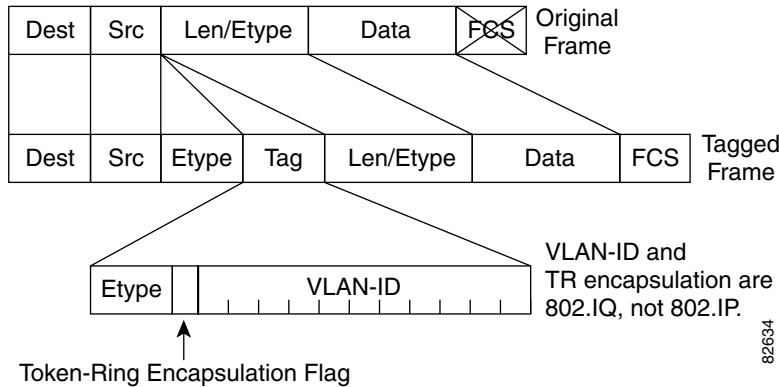 Dest Src Len/Etype Data FCS Original
Frame
Dest Src Etype Tag Len/Etype Data FCS Tagged
Frame
Etype VLAN-ID
VLAN-ID and
TR encapsulation are
802.IQ, not 802.IP.
Token-Ring Encapsulation Flag
82634